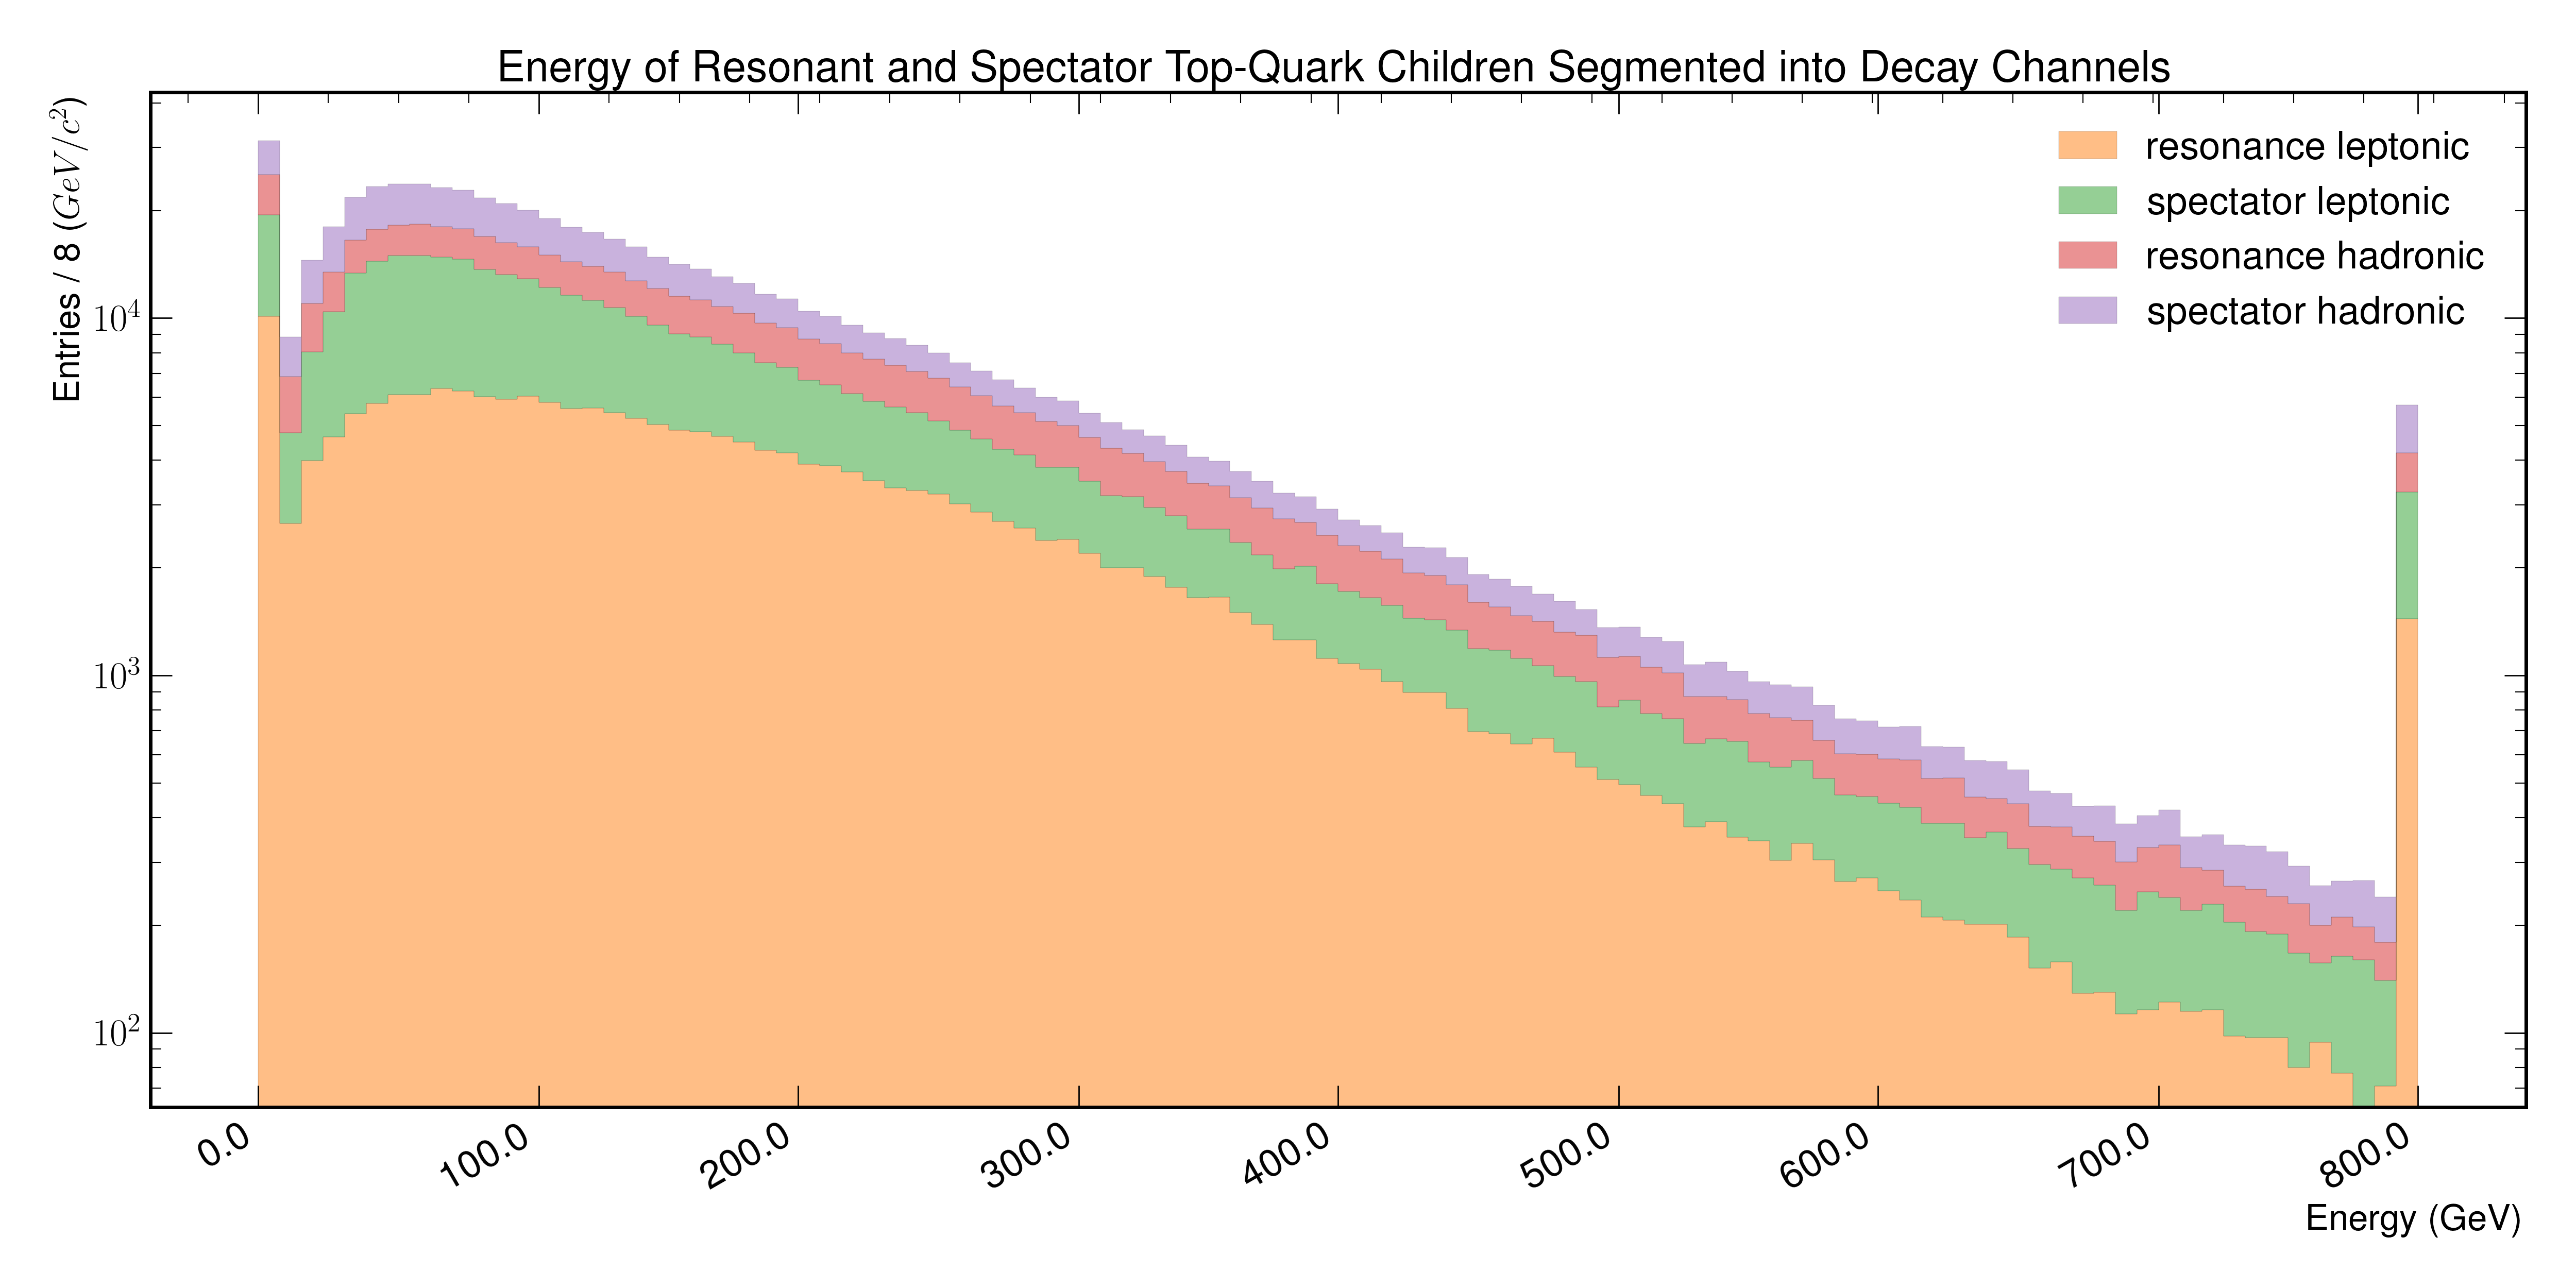 Energy of Resonant and Spectator Top-Quark Children Segmented into Decay Channels
Entries / 8 (GeV/c²)
resonance leptonic
spectator leptonic
resonance hadronic
spectator hadronic
10⁴
10³
10²
0.0 100.0 200.0 300.0 400.0 500.0 600.0 700.0 800.0
Energy (GeV)